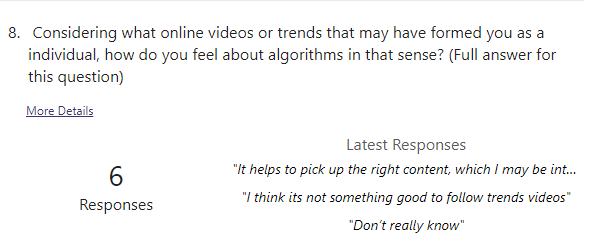 8. Considering what online videos or trends that may have formed you as a
individual, how do you feel about algorithms in that sense? (Full answer for
this question)
More Details
6
Responses
Latest Responses
"It helps to pick up the right content, which I may be int...
"I think its not something good to follow trends videos"
"Don't really know"